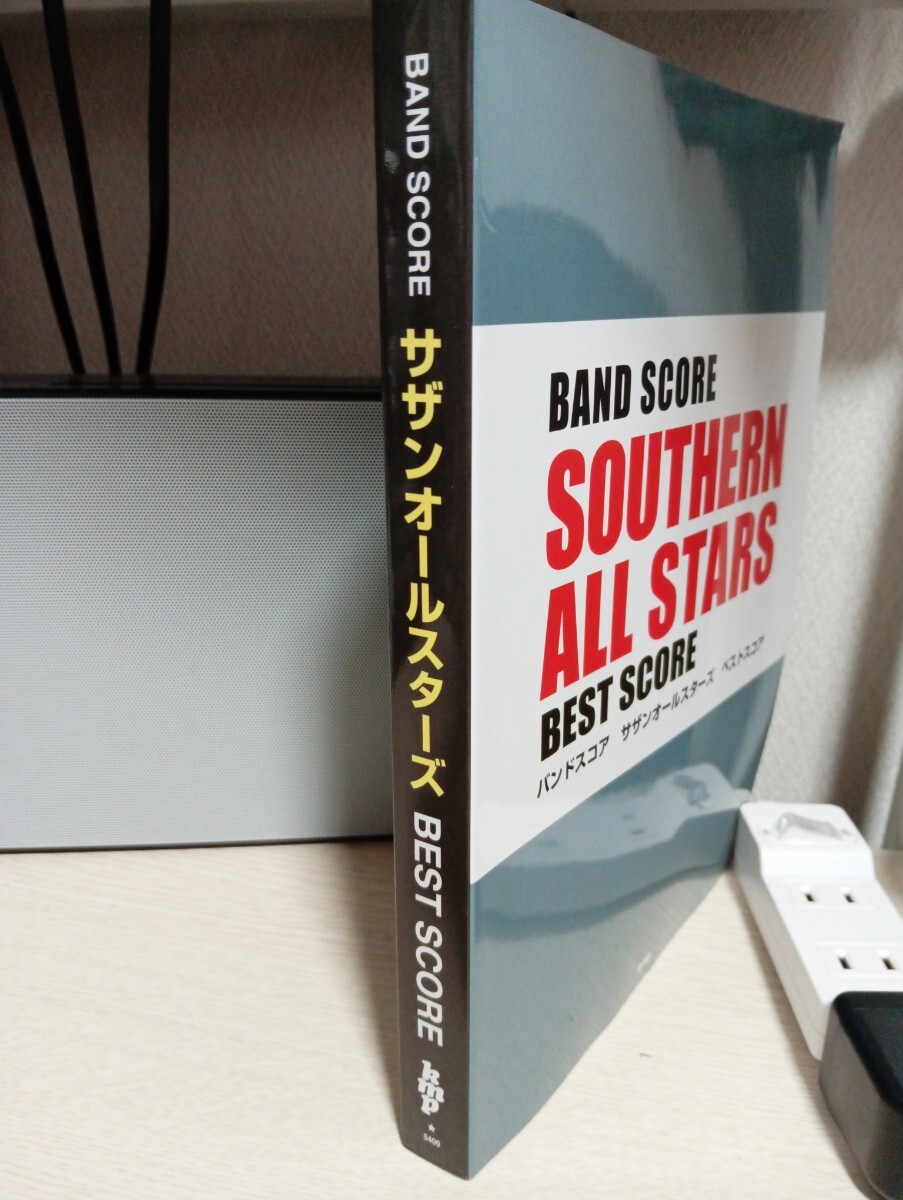 BAND SCORE サザンオールスターズ BEST SCORE
kmp
BAND SCORE
SOUTHERN
ALL STARS
BEST SCORE
バンドスコア サザンオールスターズ ベストスコア